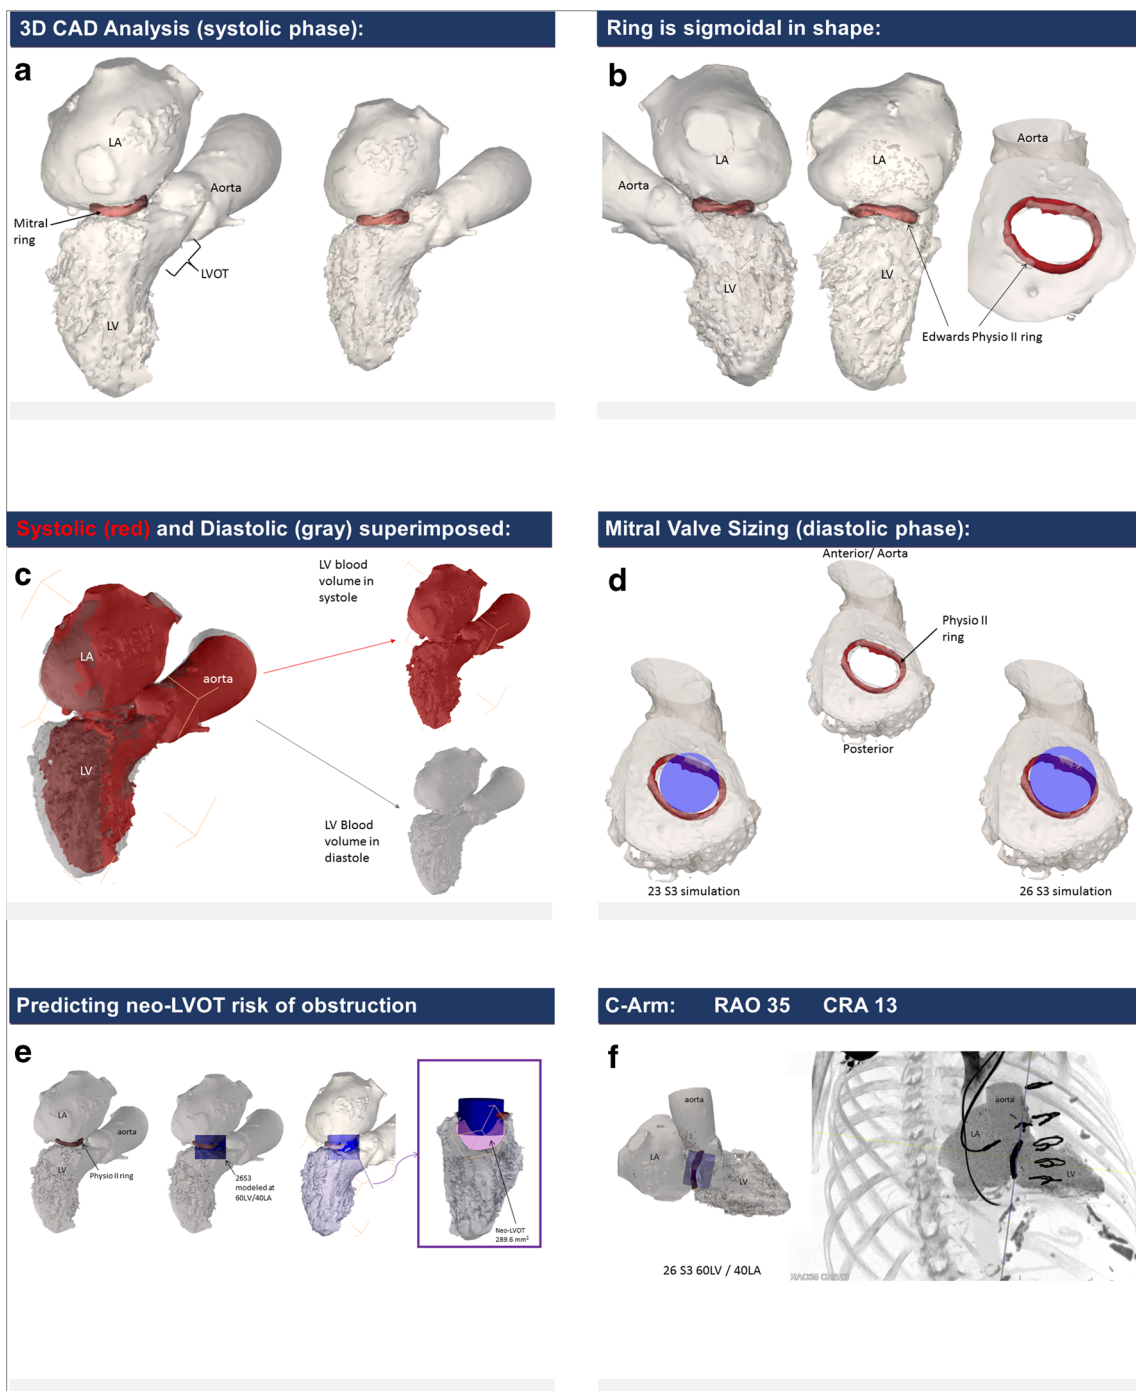 3D CAD Analysis (systolic phase):
a
LA
Aorta
Mitral
ring
LVOT
LV
Ring is sigmoidal in shape:
b
LA
Aorta
LV
LA
LV
Aorta
Edwards Physio II ring
Systolic (red) and Diastolic (gray) superimposed:
c
LA
aorta
LV
LV blood
volume in
systole
LV Blood
volume in
diastole
Mitral Valve Sizing (diastolic phase):
d
Anterior/ Aorta
Physio II
ring
Posterior
23 S3 simulation
26 S3 simulation
Predicting neo-LVOT risk of obstruction
e
LA
aorta
LV
Physio II ring
26S3
modeled at
60LV/40LA
Neo-LVOT
289.6 mm²
C-Arm: RAO 35 CRA 13
f
aorta
LA
LV
26 S3 60LV / 40LA
aorta
LA
LV
RAO35 CRA13